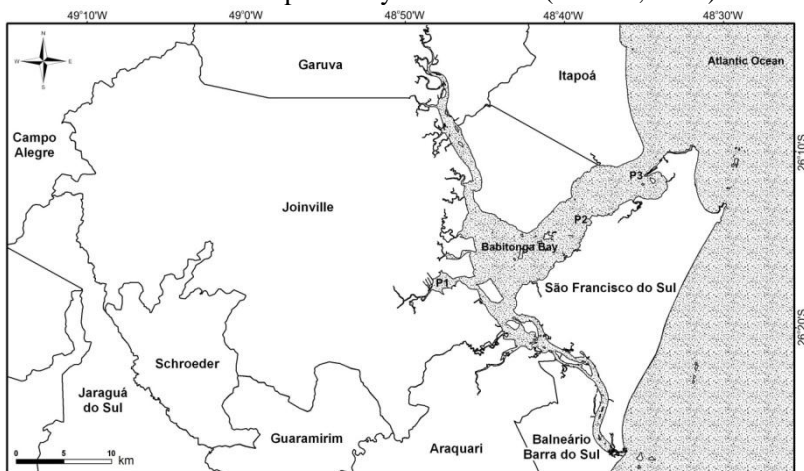 49°10'
49°0'
48°50'
48°40'
48°30'
N
W
E
S
Garuva
Itapoá
Atlantic Ocean
Campo
Alegre
26°10'
P3
Joinville
P2
Babitonga Bay
P1
São Francisco do Sul
26°20'
Schroeder
Jaraguá
do Sul
Guaramirim
Araquari
Balneário
Barra do Sul
0 5 10
km